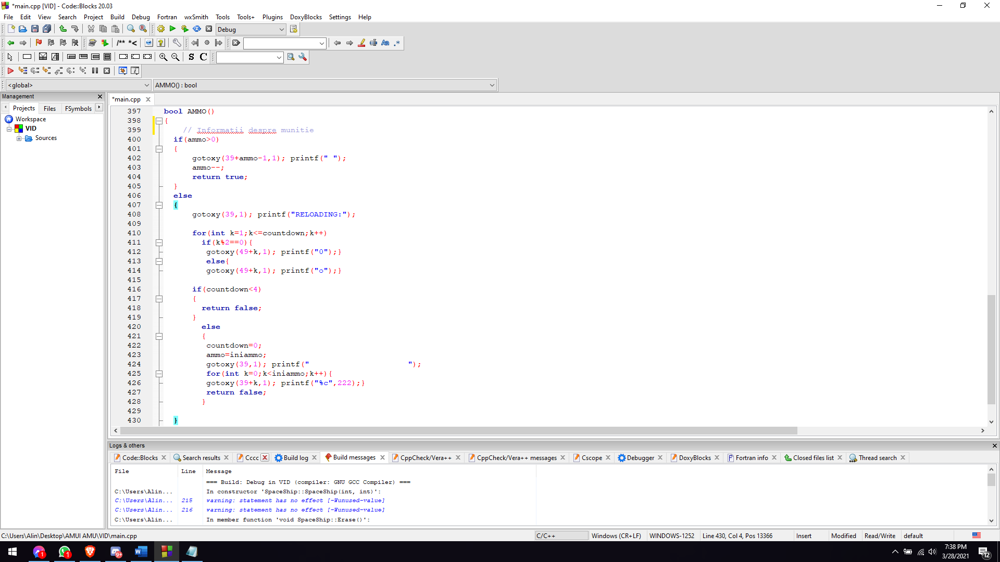 *main.cpp [VID] - Code::Blocks 20.03
File Edit View Search Project Build Debug Fortran wxSmith Tools Tools+ Plugins DoxyBlocks Settings Help
Debug
/** *<
S C
<global> AMMO() : bool
Management
*main.cpp
Projects Files FSymbols
Workspace
VID
Sources
397 bool AMMO()
398 {
399 // Informatii despre munitie
400 if(ammo>0)
401 {
402 gotoxy(39+ammo-1,1); printf(" ");
403 ammo--;
404 return true;
405 }
406 else
407 {
408 gotoxy(39,1); printf("RELOADING:");
409
410 for(int k=1;k<=countdown;k++)
411 if(k%2==0){
412 gotoxy(49+k,1); printf("0");}
413 else{
414 gotoxy(49+k,1); printf("o");}
415
416 if(countdown<4)
417 {
418 return false;
419 }
420 else
421 {
422 countdown=0;
423 ammo=iniammo;
424 gotoxy(39,1); printf("                     ");
425 for(int k=0;k<iniammo;k++){
426 gotoxy(39+k,1); printf("%c",222);}
427 return false;
428 }
429
430 }
Logs & others
Code::Blocks Search results Cccc Build log Build messages CppCheck/Vera++ CppCheck/Vera++ messages Cscope Debugger DoxyBlocks Fortran info Closed files list Thread search
File Line Message
=== Build: Debug in VID (compiler: GNU GCC Compiler) ===
C:\Users\Alin... In constructor 'SpaceShip::SpaceShip(int, int)':
C:\Users\Alin... 215 warning: statement has no effect [-Wunused-value]
C:\Users\Alin... 216 warning: statement has no effect [-Wunused-value]
C:\Users\Alin... In member function 'void SpaceShip::Erase()':
C:\Users\Alin\Desktop\AMUI AMU\VID\main.cpp C/C++ Windows (CR+LF) WINDOWS-1252 Line 430, Col 4, Pos 13366 Insert Modified Read/Write default
1 1 9+ W
7:38 PM
3/28/2021
12